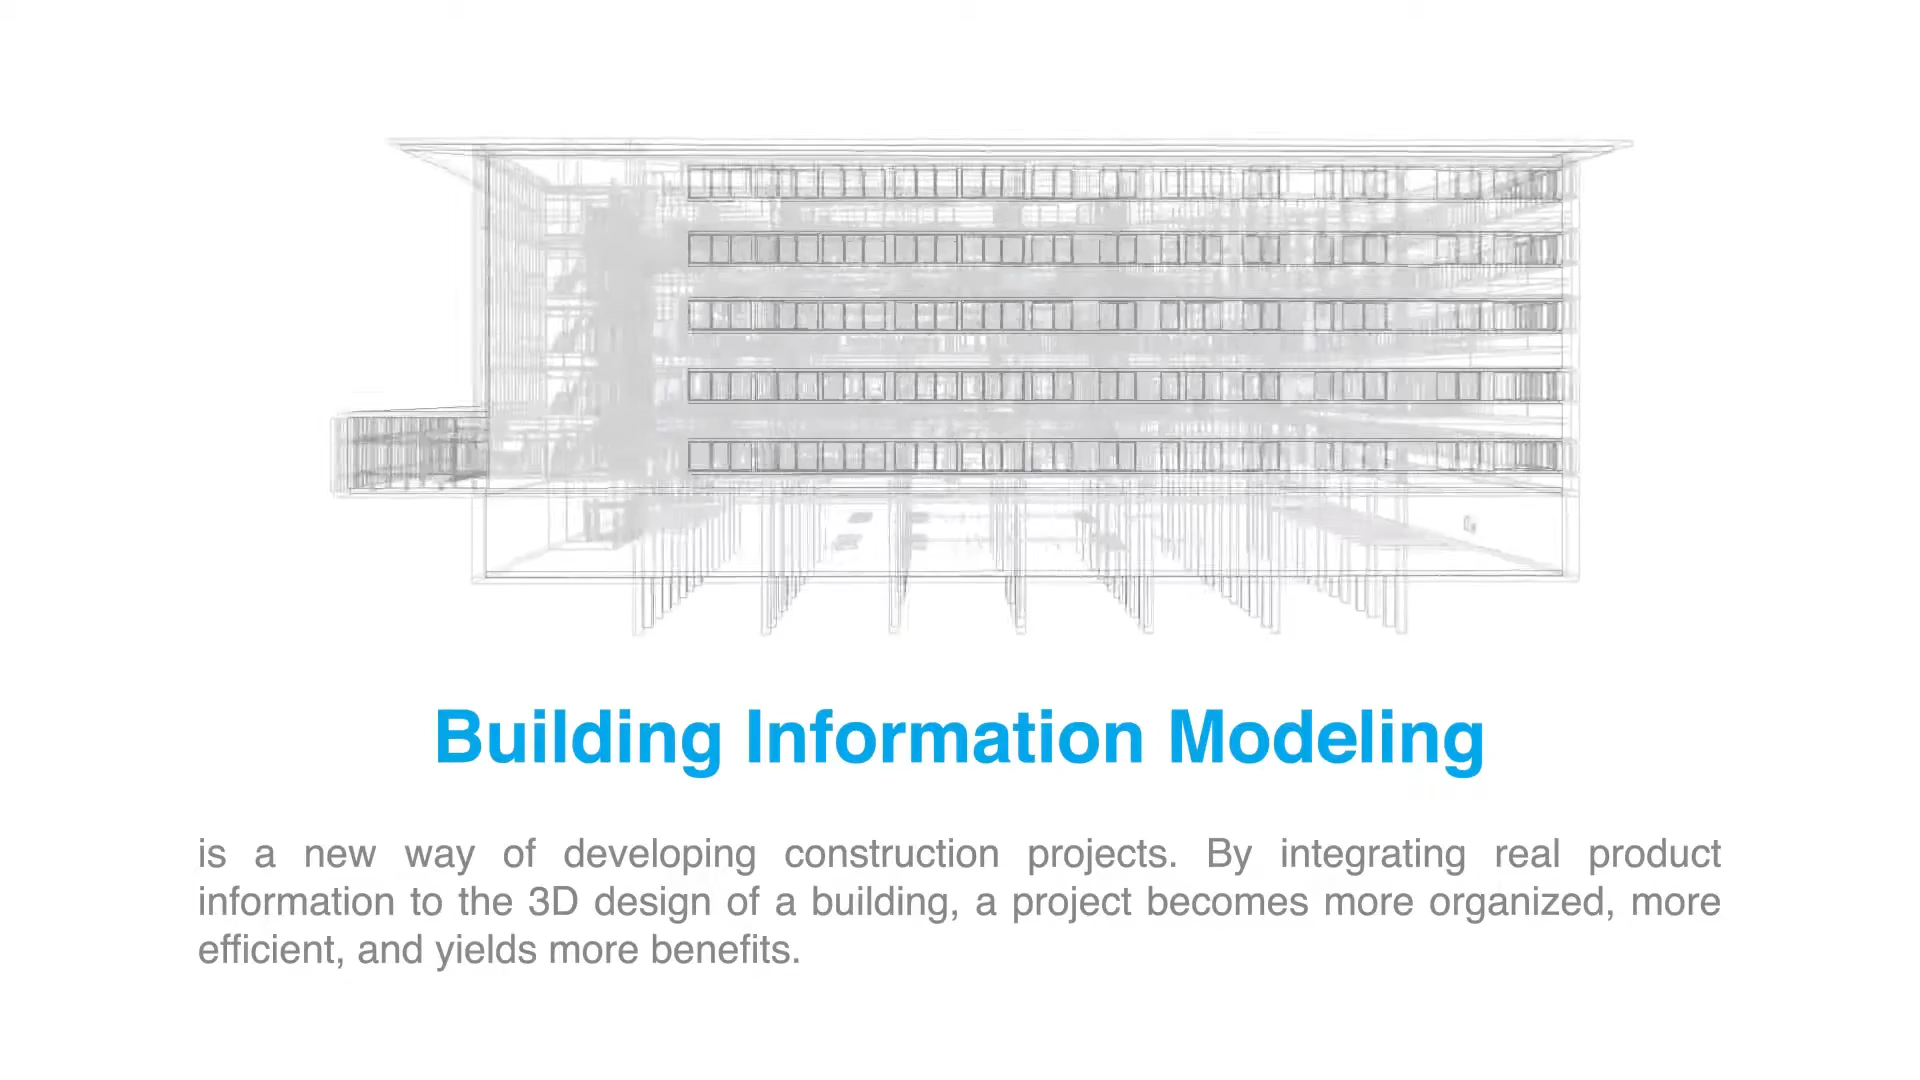 Building Information Modeling
is a new way of developing construction projects. By integrating real product
information to the 3D design of a building, a project becomes more organized, more
efficient, and yields more benefits.